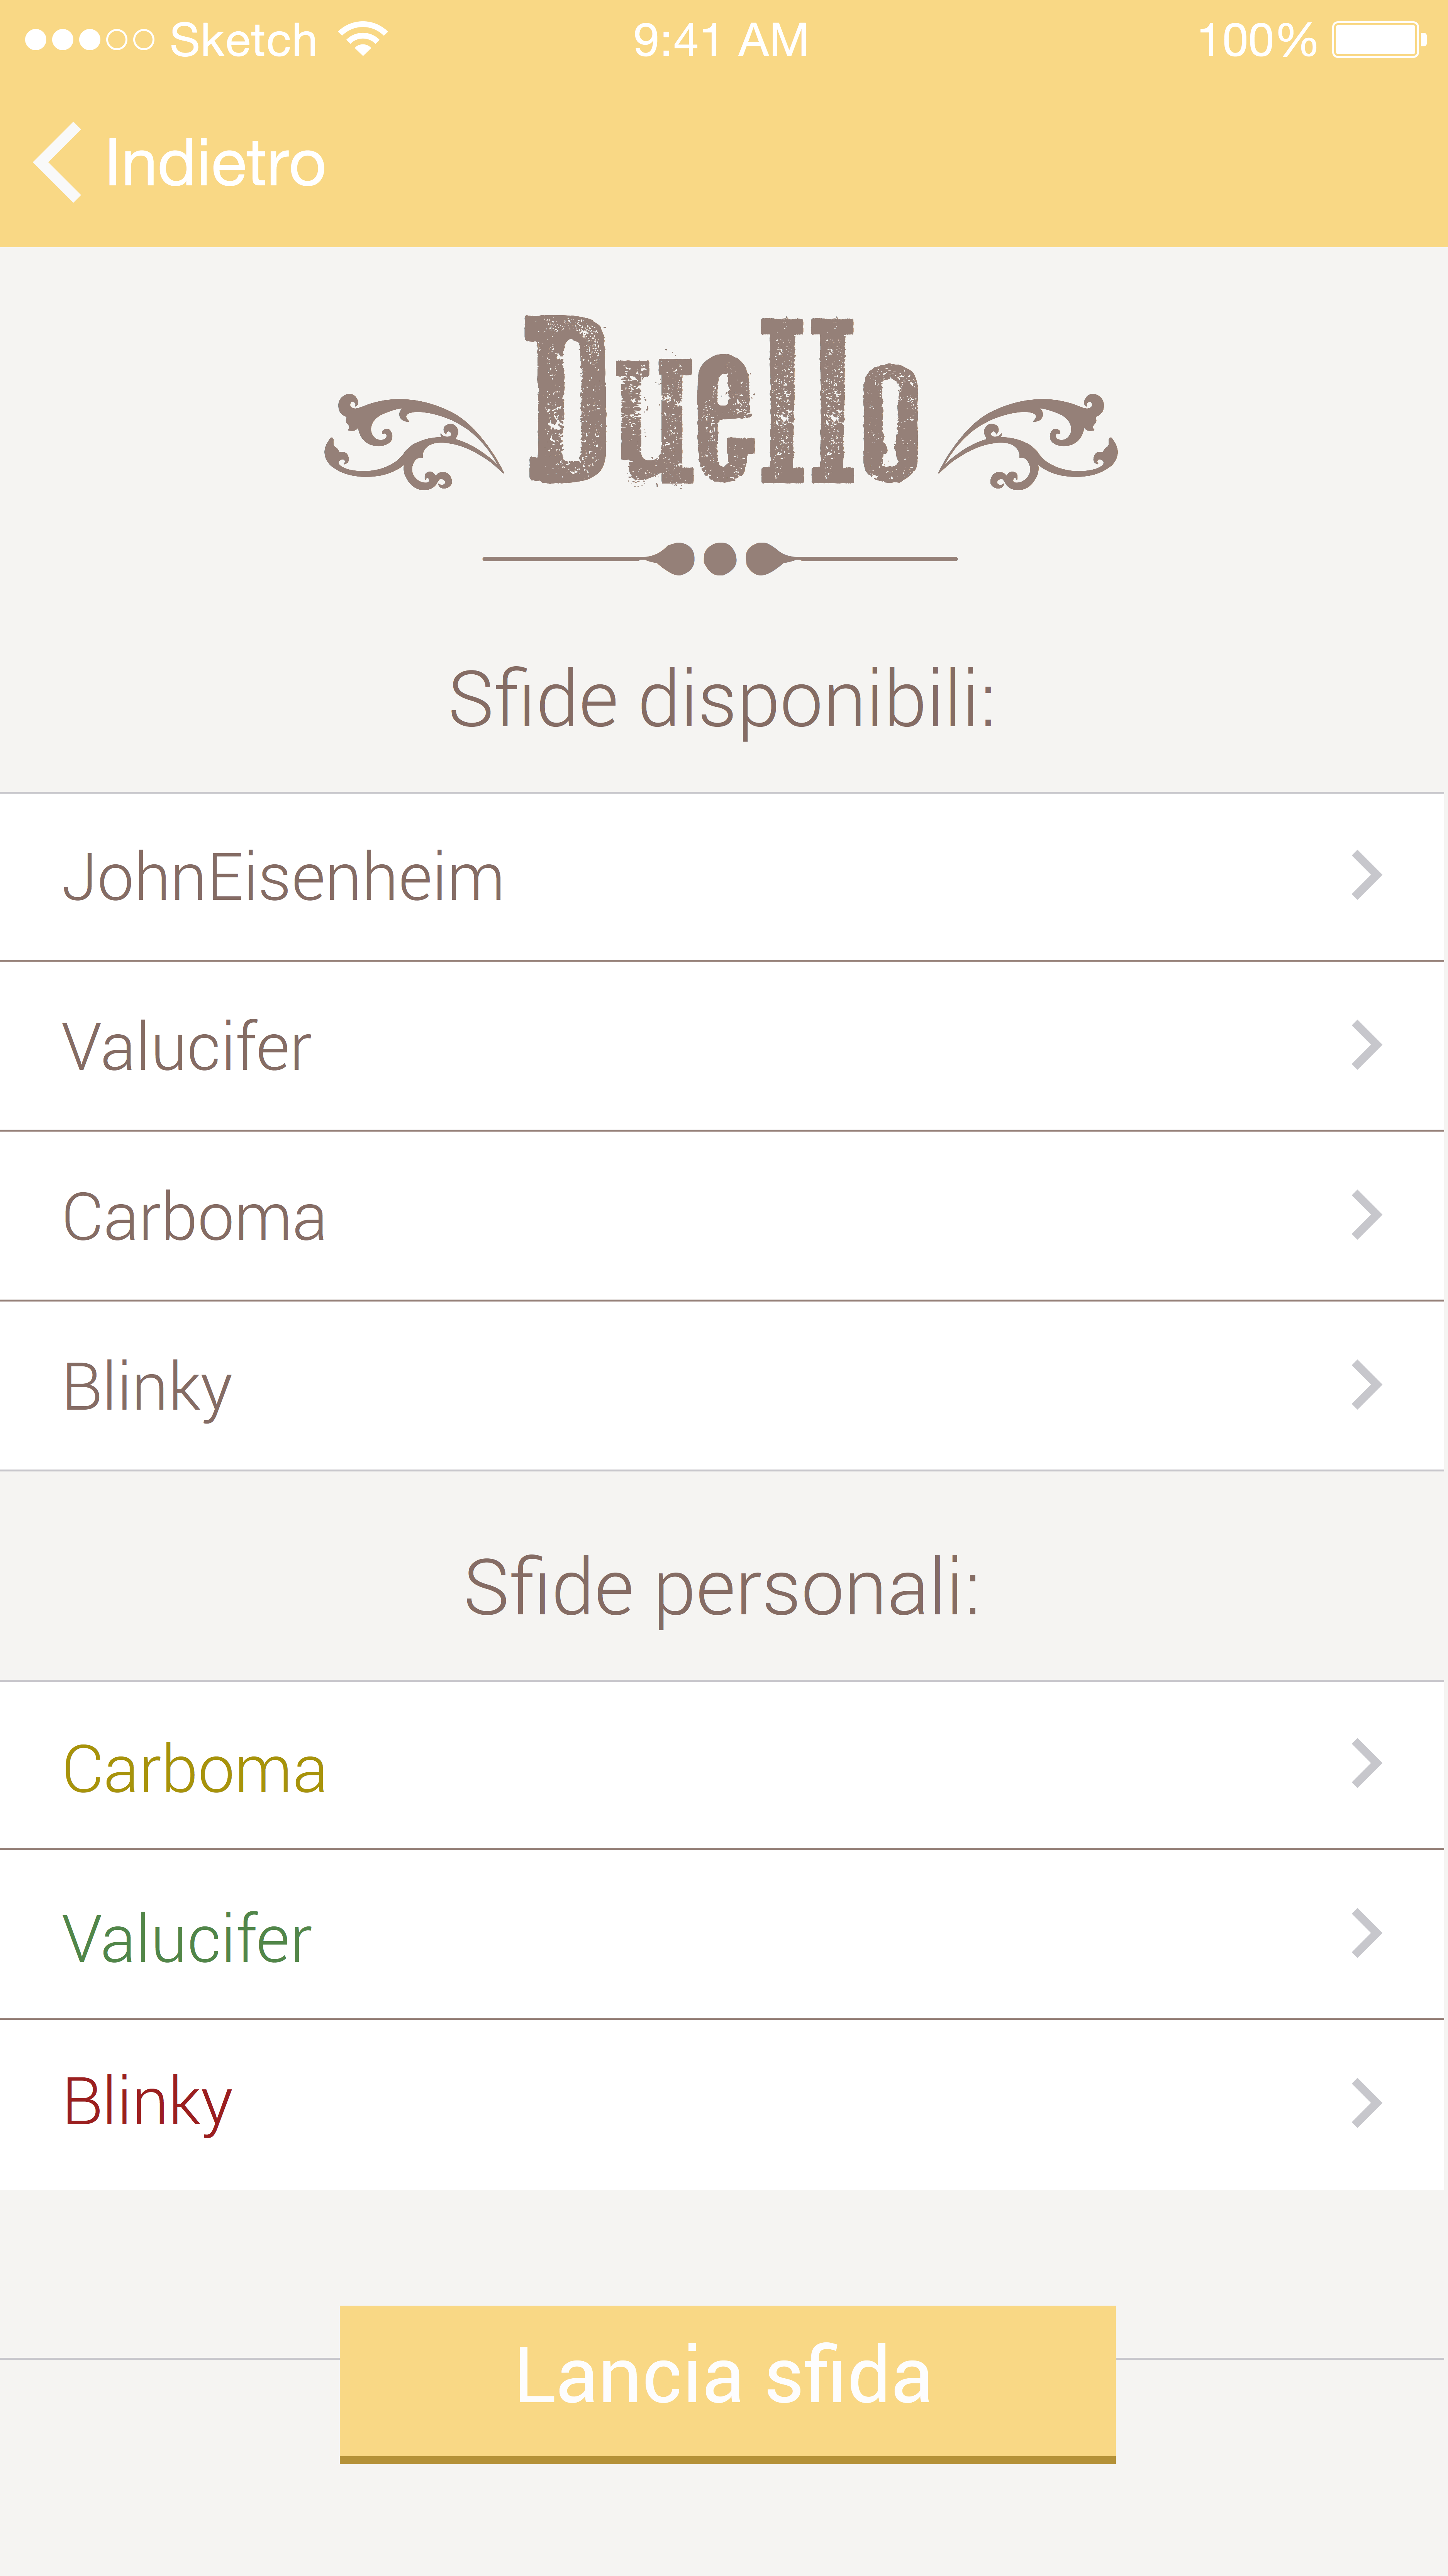 Sketch 9:41 AM 100%
Indietro
Duello
Sfide disponibili:
JohnEisenheim
Valucifer
Carboma
Blinky
Sfide personali:
Carboma
Valucifer
Blinky
Lancia sfida